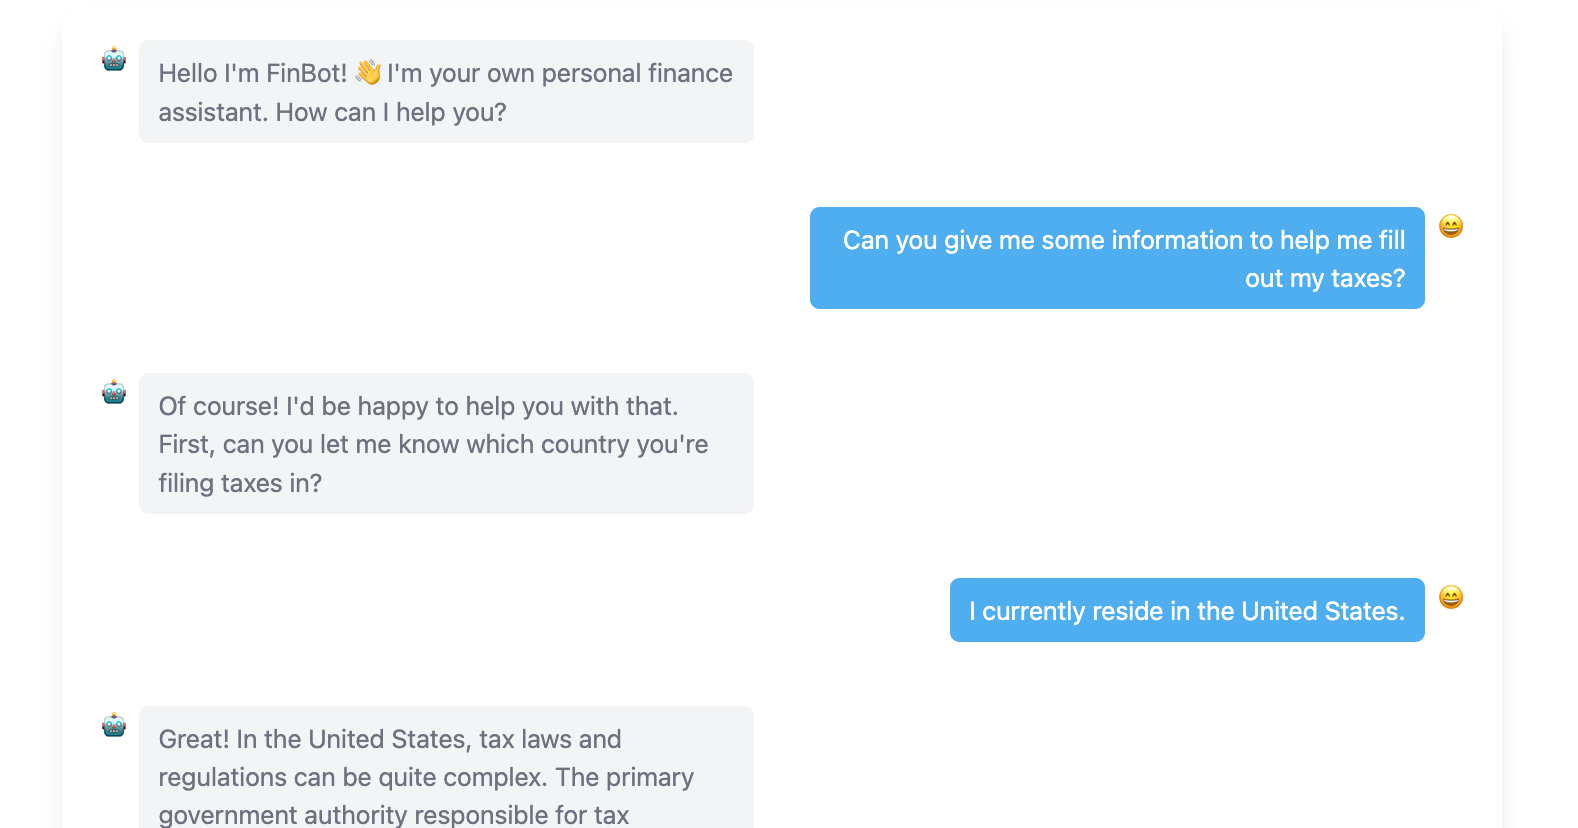 Hello I'm FinBot! 👋 I'm your own personal finance
assistant. How can I help you?
Can you give me some information to help me fill
out my taxes?
Of course! I'd be happy to help you with that.
First, can you let me know which country you're
filing taxes in?
I currently reside in the United States.
Great! In the United States, tax laws and
regulations can be quite complex. The primary
government authority responsible for tax